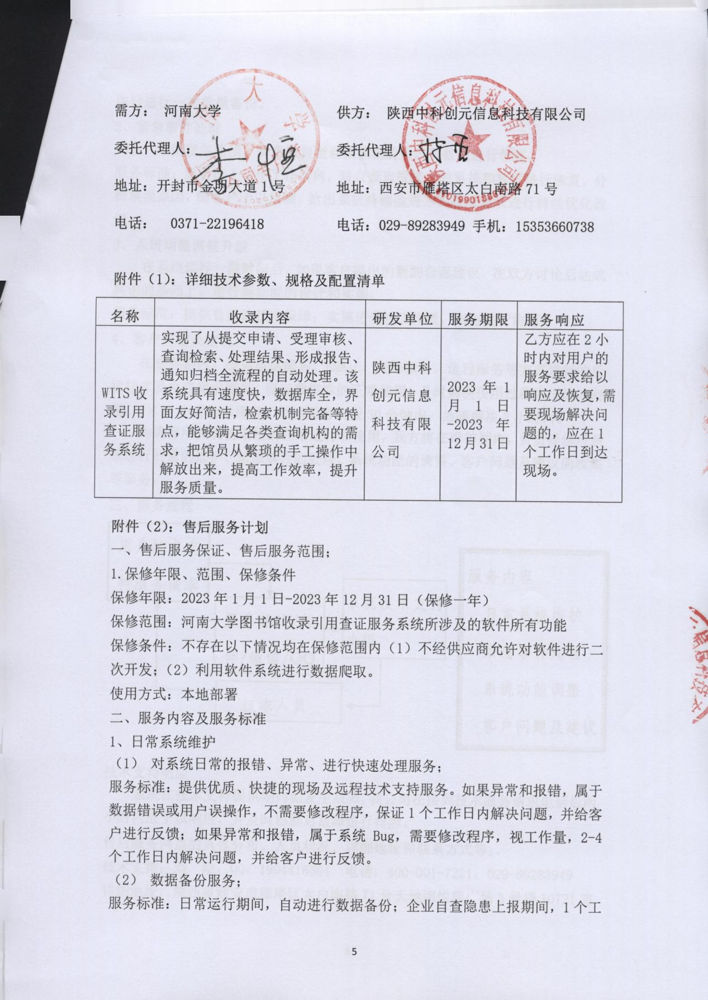 需方： 河南大学
供方： 陕西中科创元信息科技有限公司
委托代理人：
委托代理人：
地址：开封市金明大道 1 号
地址：西安市雁塔区太白南路 71 号
电话： 0371-22196418
电话：029-89283949 手机：15353660738
附件（1）：详细技术参数、规格及配置清单
名称 收录内容 研发单位 服务期限 服务响应
WITS 收
录引用
查证服
务系统
实现了从提交申请、受理审核、
查询检索、处理结果、形成报告、
通知归档全流程的自动处理。该
系统具有速度快，数据库全，界
面友好简洁，检索机制完备等特
点，能够满足各类查询机构的需
求，把馆员从繁琐的手工操作中
解放出来，提高工作效率，提升
服务质量。
陕西中科
创元信息
科技有限
公司
2023 年 1
月 1 日
-2023 年
12月31日
乙方应在 2 小
时内对用户的
服务要求给以
响应及恢复,需
要现场解决问
题的，应在 1
个工作日到达
现场。
附件（2）：售后服务计划
一、售后服务保证、售后服务范围；
1.保修年限、范围、保修条件
保修年限：2023 年 1 月 1 日-2023 年 12 月 31 日（保修一年）
保修范围：河南大学图书馆收录引用查证服务系统所涉及的软件所有功能
保修条件：不存在以下情况均在保修范围内（1）不经供应商允许对软件进行二
次开发；（2）利用软件系统进行数据爬取。
使用方式：本地部署
二、服务内容及服务标准
1、日常系统维护
（1） 对系统日常的报错、异常、进行快速处理服务；
服务标准：提供优质、快捷的现场及远程技术支持服务。如果异常和报错，属于
数据错误或用户误操作，不需要修改程序，保证 1 个工作日内解决问题，并给客
户进行反馈；如果异常和报错，属于系统 Bug，需要修改程序，视工作量，2-4
个工作日内解决问题，并给客户进行反馈。
（2） 数据备份服务；
服务标准：日常运行期间，自动进行数据备份；企业自查隐患上报期间，1 个工
5